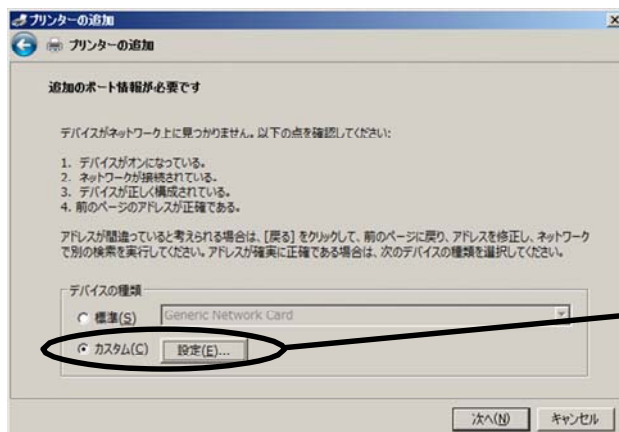 プリンターの追加
プリンターの追加
追加のポート情報が必要です
デバイスがネットワーク上に見つかりません。以下の点を確認してください:
1. デバイスがオンになっている。
2. ネットワークが接続されている。
3. デバイスが正しく構成されている。
4. 前のページのアドレスが正確である。
アドレスが間違っていると考えられる場合は、[戻る] をクリックして、前のページに戻り、アドレスを修正し、ネットワーク
で別の検索を実行してください。アドレスが確実に正確である場合は、次のデバイスの種類を選択してください。
デバイスの種類
標準(S) Generic Network Card
カスタム(C) 設定(E)...
次へ(N) キャンセル